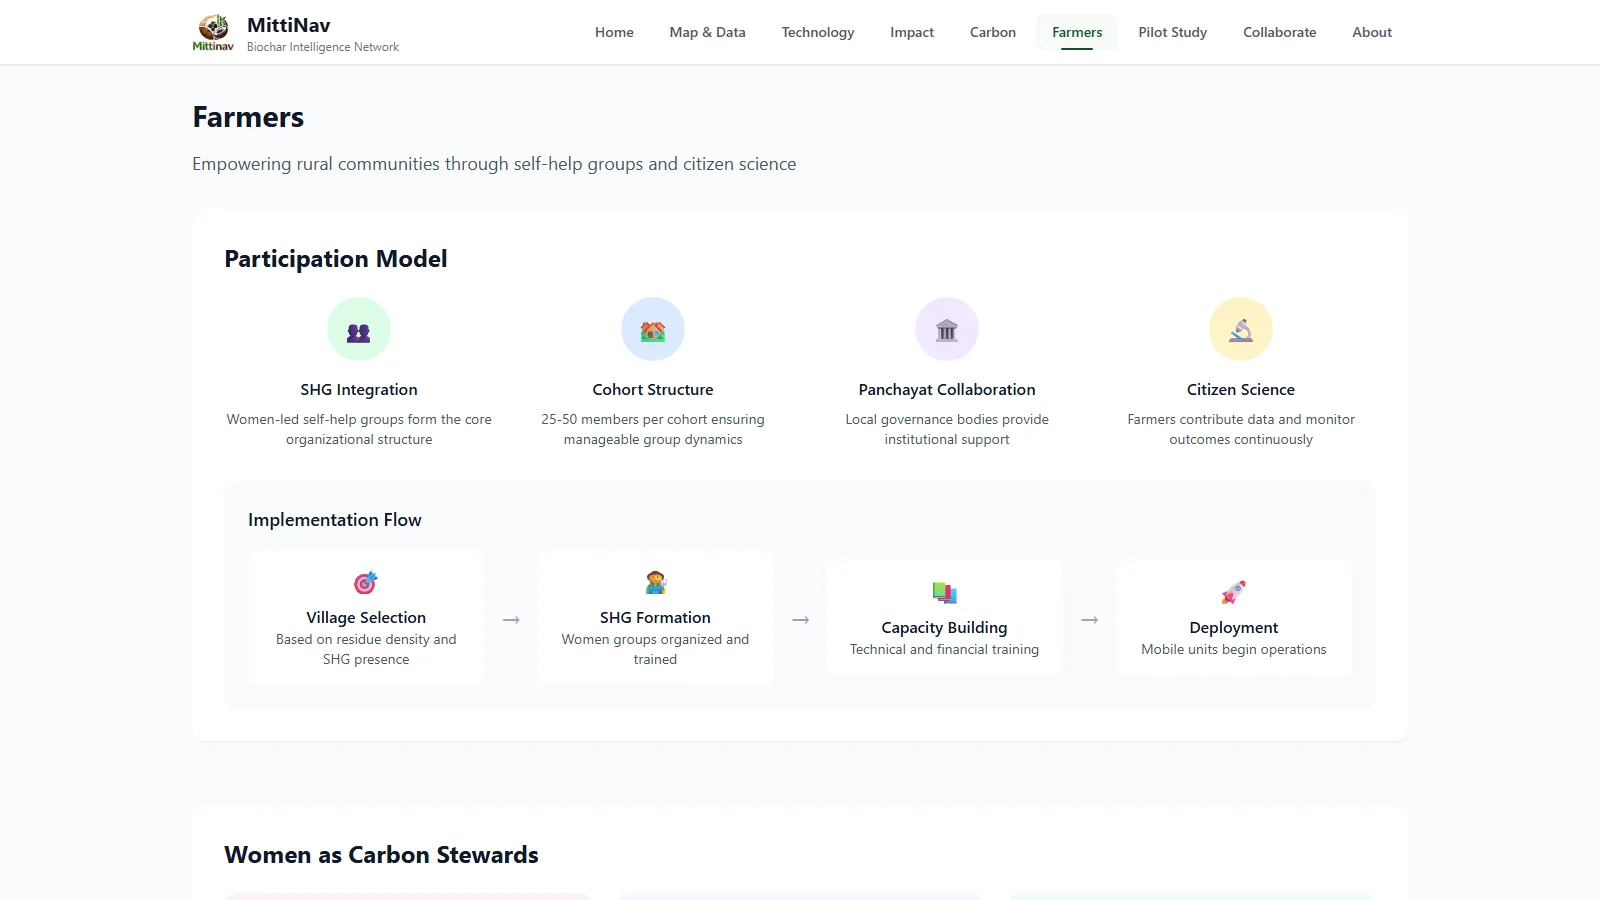 Mittinav
MittiNav
Biochar Intelligence Network
Home
Map & Data
Technology
Impact
Carbon
Farmers
Pilot Study
Collaborate
About
Farmers
Empowering rural communities through self-help groups and citizen science
Participation Model
SHG Integration
Women-led self-help groups form the core
organizational structure
Cohort Structure
25-50 members per cohort ensuring
manageable group dynamics
Panchayat Collaboration
Local governance bodies provide
institutional support
Citizen Science
Farmers contribute data and monitor
outcomes continuously
Implementation Flow
Village Selection
Based on residue density and
SHG presence
→
SHG Formation
Women groups organized and
trained
→
Capacity Building
Technical and financial training
→
Deployment
Mobile units begin operations
Women as Carbon Stewards